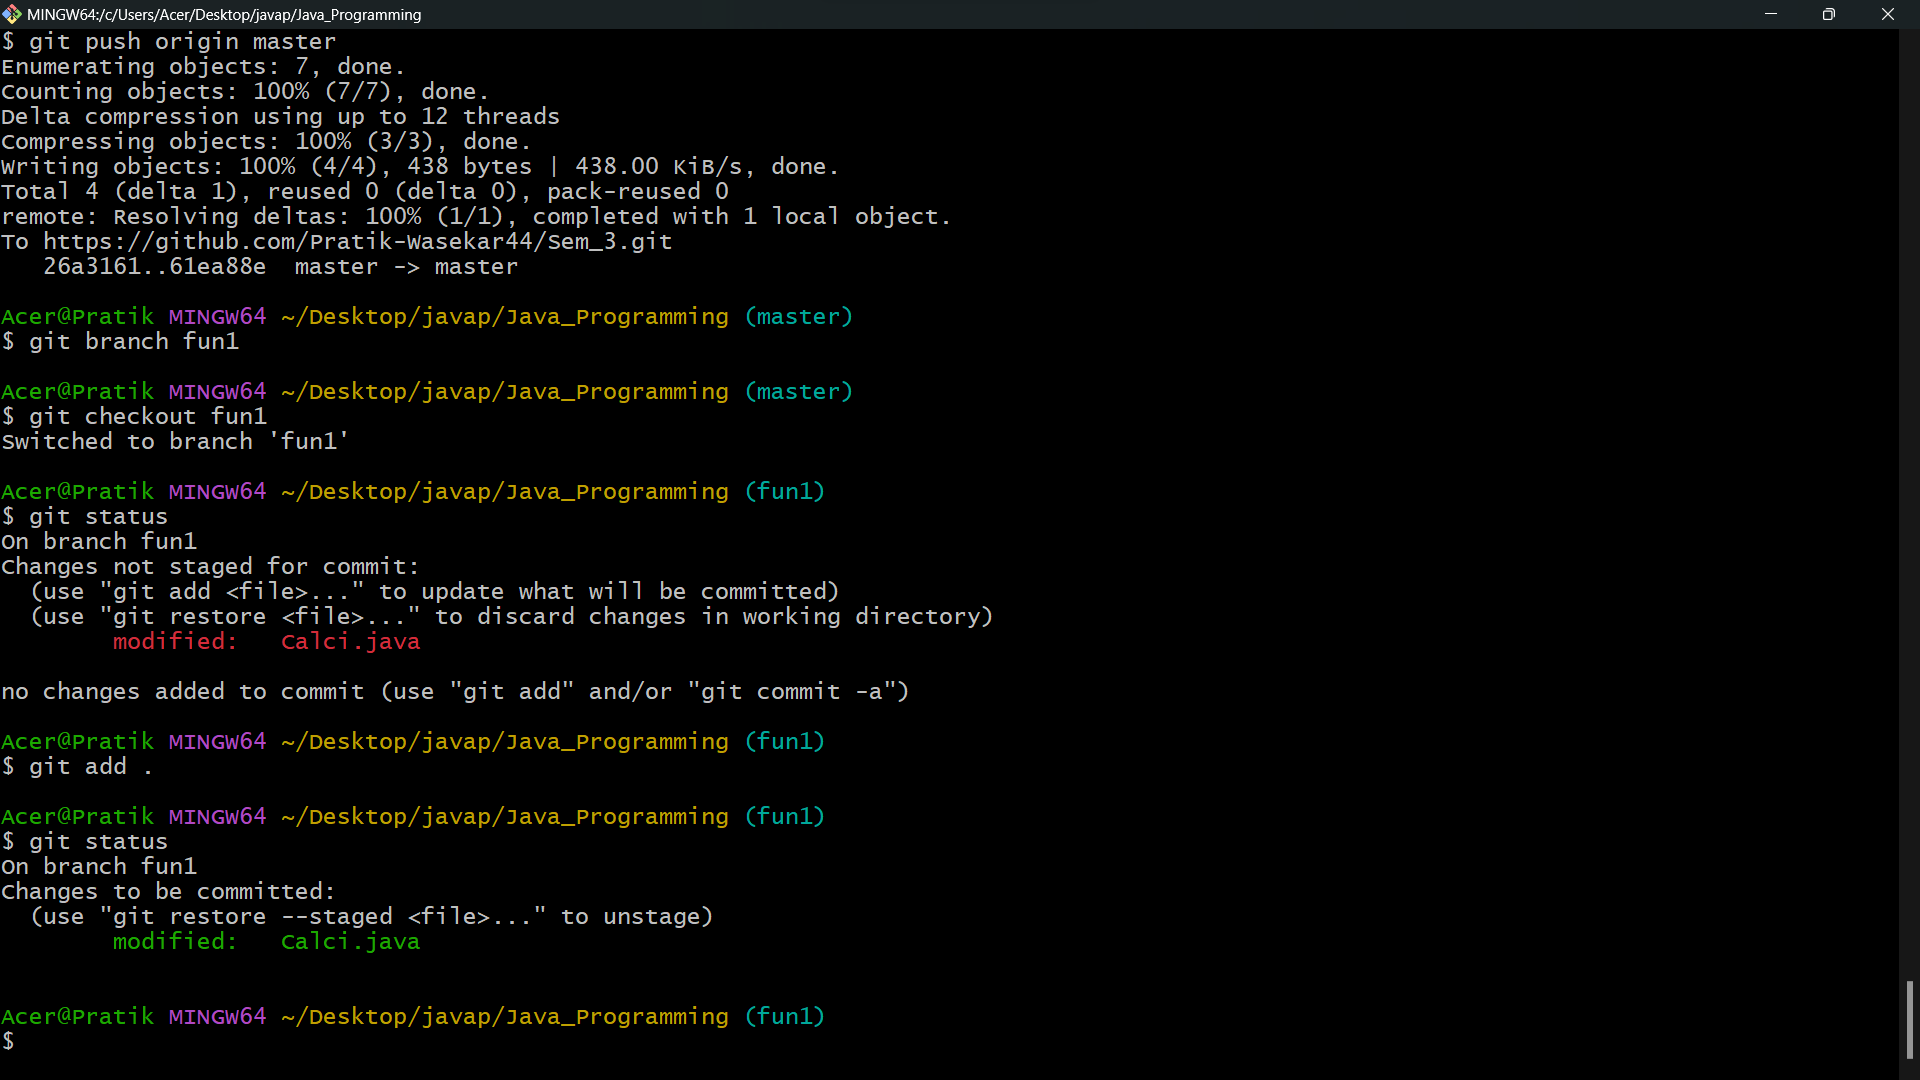 MINGW64:/c/Users/Acer/Desktop/javap/Java_Programming
$ git push origin master
Enumerating objects: 7, done.
Counting objects: 100% (7/7), done.
Delta compression using up to 12 threads
Compressing objects: 100% (3/3), done.
Writing objects: 100% (4/4), 438 bytes | 438.00 KiB/s, done.
Total 4 (delta 1), reused 0 (delta 0), pack-reused 0
remote: Resolving deltas: 100% (1/1), completed with 1 local object.
To https://github.com/Pratik-Wasekar44/Sem_3.git
   26a3161..61ea88e  master -> master

Acer@Pratik MINGW64 ~/Desktop/javap/Java_Programming (master)
$ git branch fun1

Acer@Pratik MINGW64 ~/Desktop/javap/Java_Programming (master)
$ git checkout fun1
Switched to branch 'fun1'

Acer@Pratik MINGW64 ~/Desktop/javap/Java_Programming (fun1)
$ git status
On branch fun1
Changes not staged for commit:
  (use "git add <file>..." to update what will be committed)
  (use "git restore <file>..." to discard changes in working directory)
        modified:   Calci.java

no changes added to commit (use "git add" and/or "git commit -a")

Acer@Pratik MINGW64 ~/Desktop/javap/Java_Programming (fun1)
$ git add .

Acer@Pratik MINGW64 ~/Desktop/javap/Java_Programming (fun1)
$ git status
On branch fun1
Changes to be committed:
  (use "git restore --staged <file>..." to unstage)
        modified:   Calci.java


Acer@Pratik MINGW64 ~/Desktop/javap/Java_Programming (fun1)
$